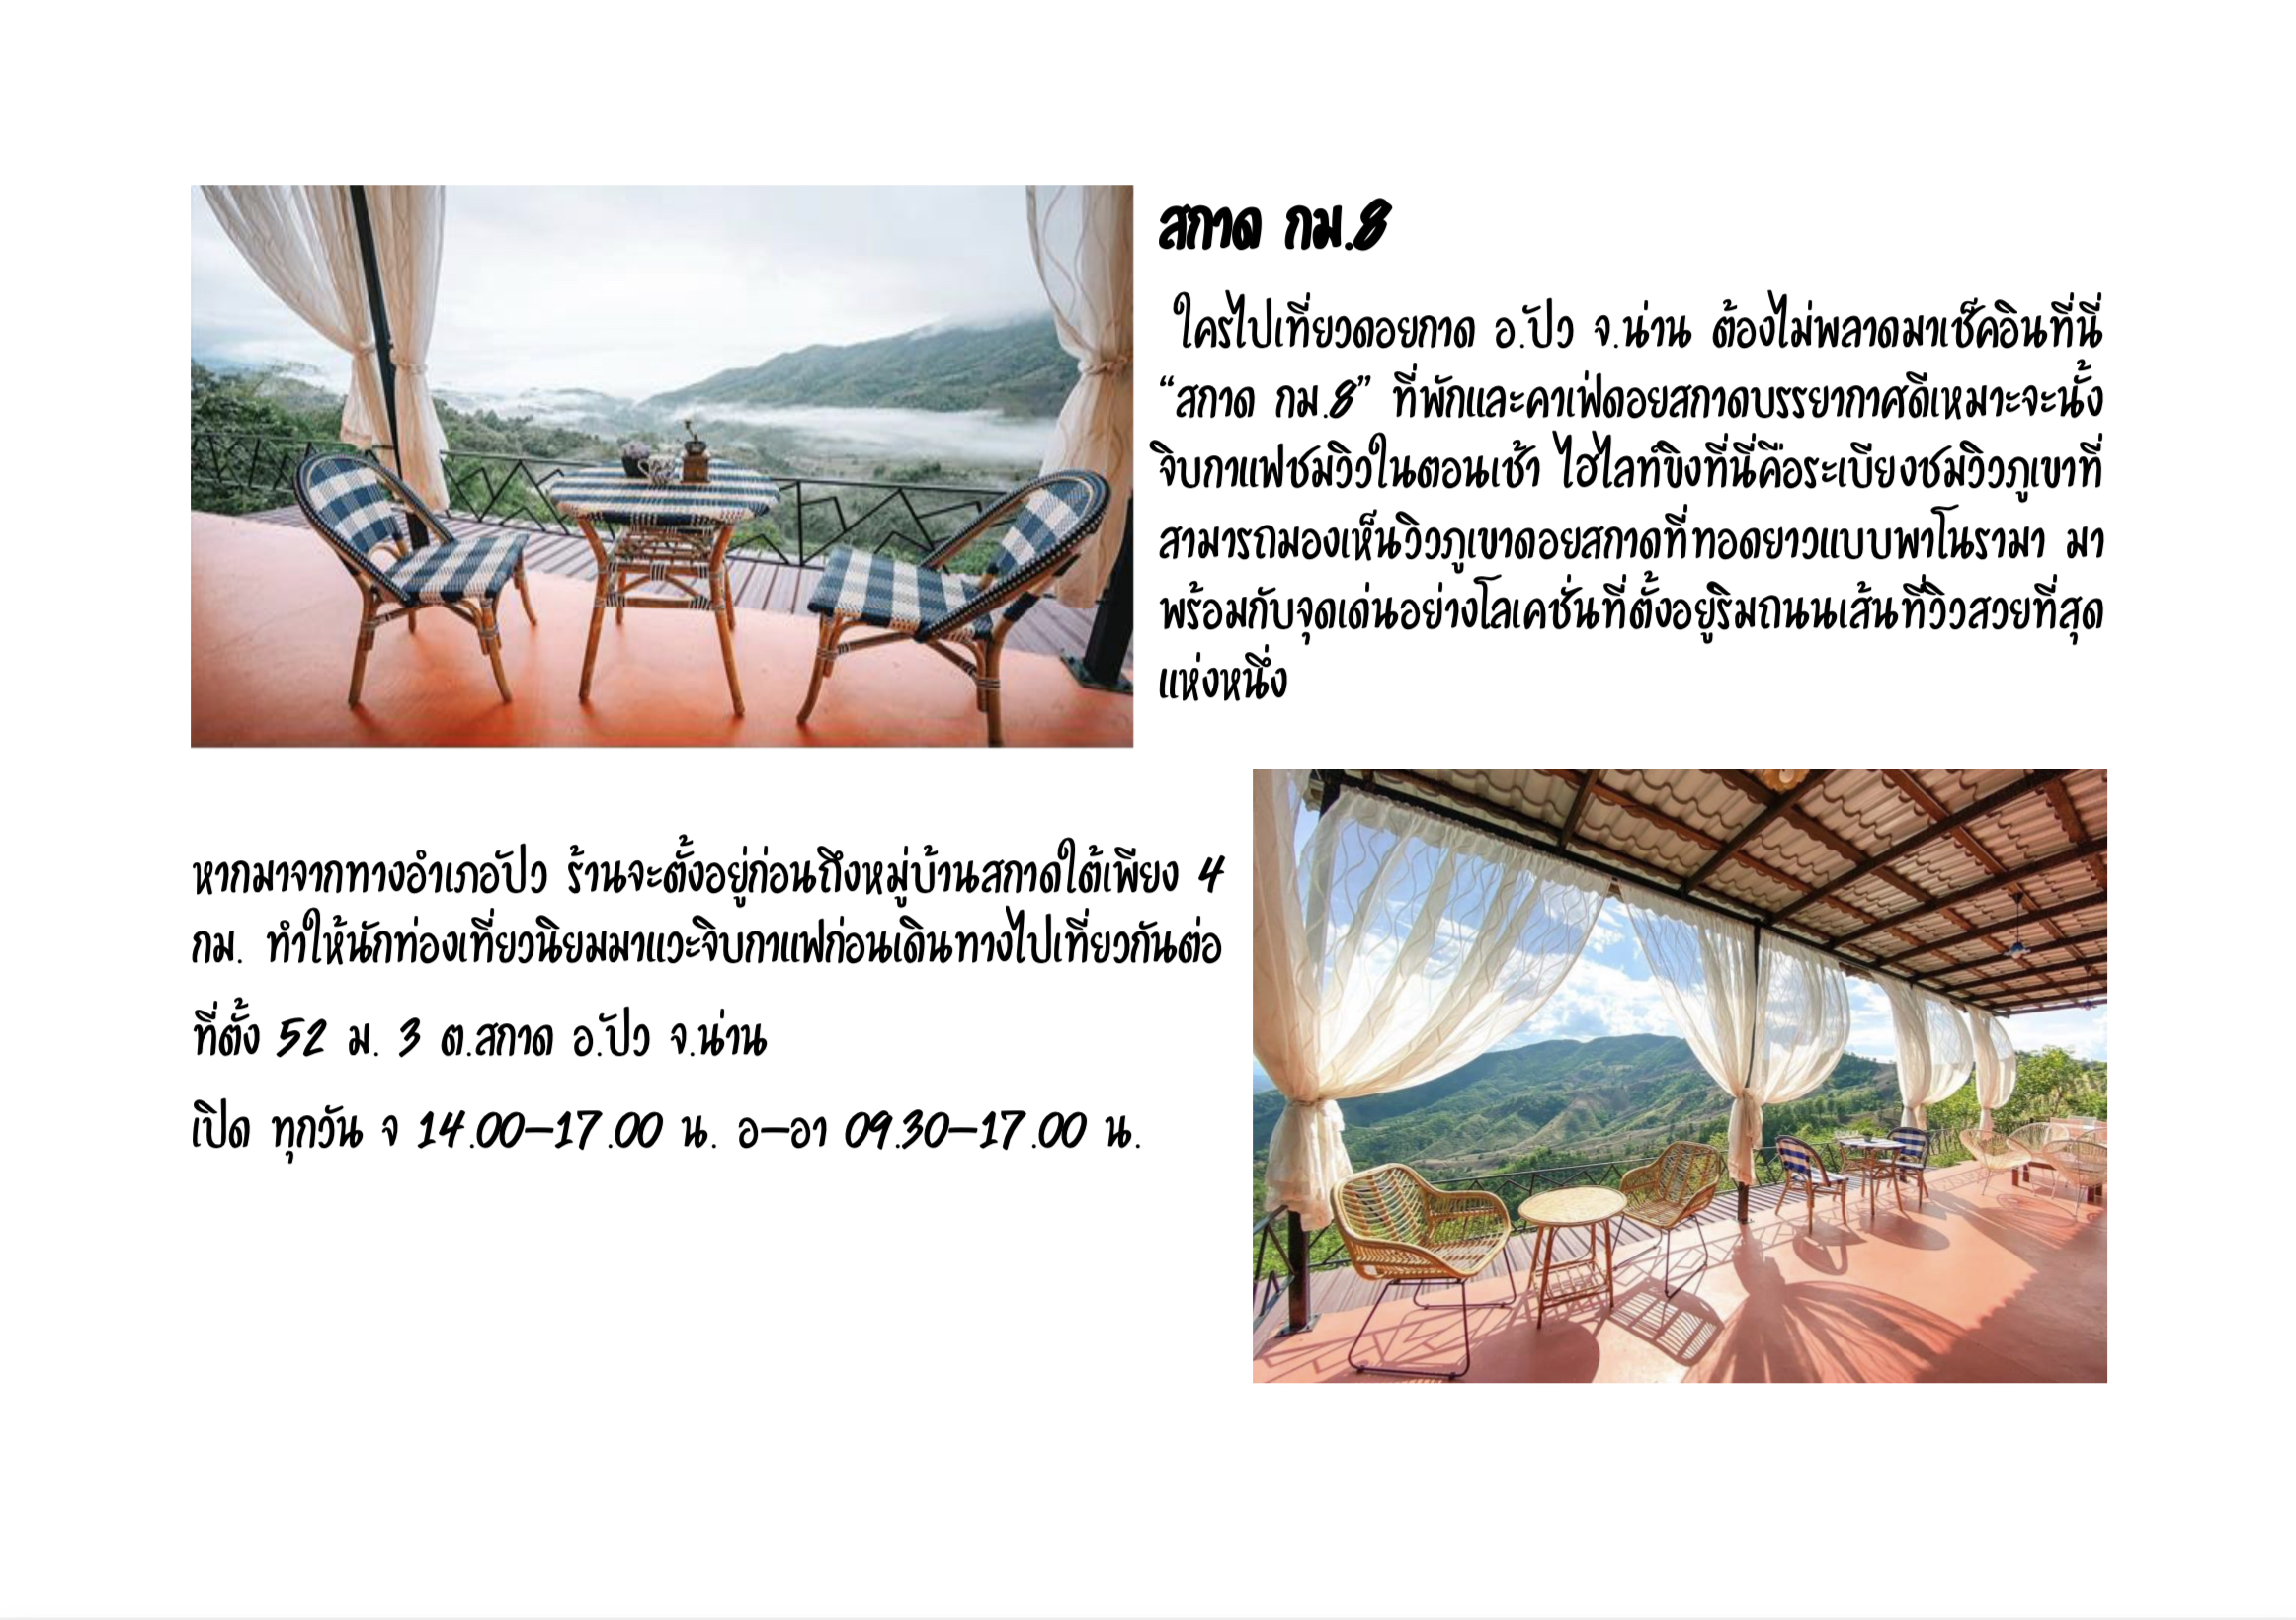 สกาด กม.8
ใครไปเที่ยวดอยกาด อ.ปัว จ.น่าน ต้องไม่พลาดมาเช็คอินที่นี่
“สกาด กม.8” ที่พักและคาเฟ่ดอยสกาดบรรยากาศดีเหมาะจะนั้ง
จิบกาแฟชมวิวในตอนเช้า ไฮไลท์ขิงที่นี่คือระเบียงชมวิวภูเขาที่
สามารถมองเห็นวิวภูเขาดอยสกาดที่ทอดยาวแบบพาโนรามา มา
พร้อมกับจุดเด่นอย่างโลเคชั่นที่ตั้งอยู่ริมถนนเส้นที่วิวสวยที่สุด
แห่งหนึ่ง
หากมาจากทางอำเภอัปว ร้านจะตั้งอยู่ก่อนถึงหมู่บ้านสกาดใต้เพียง 4
กม. ทำให้นักท่องเที่ยวนิยมมาแวะจิบกาแฟก่อนเดินทางไปเที่ยวกันต่อ
ที่ตั้ง 52 ม. 3 ต.สกาด อ.ปัว จ.น่าน
เปิด ทุกวัน จ 14.00-17.00 น. อ-อา 09.30-17.00 น.